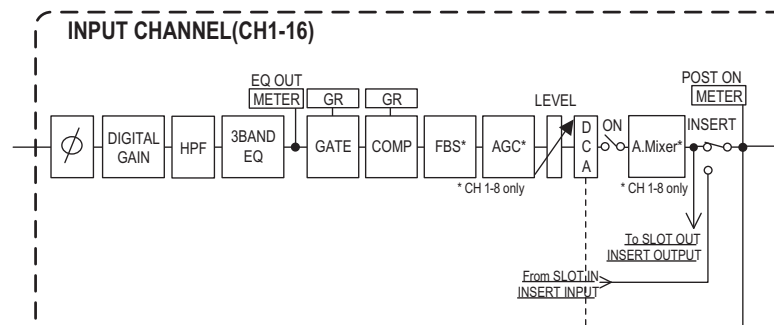 INPUT CHANNEL(CH1-16)
EQ OUT
METER
GR
GR
LEVEL
POST ON
METER
ϕ
DIGITAL
GAIN
HPF
3BAND
EQ
GATE
COMP
FBS*
AGC*
D
C
A
ON
A.Mixer*
INSERT
* CH 1-8 only
* CH 1-8 only
To SLOT OUT
INSERT OUTPUT
From SLOT IN
INSERT INPUT